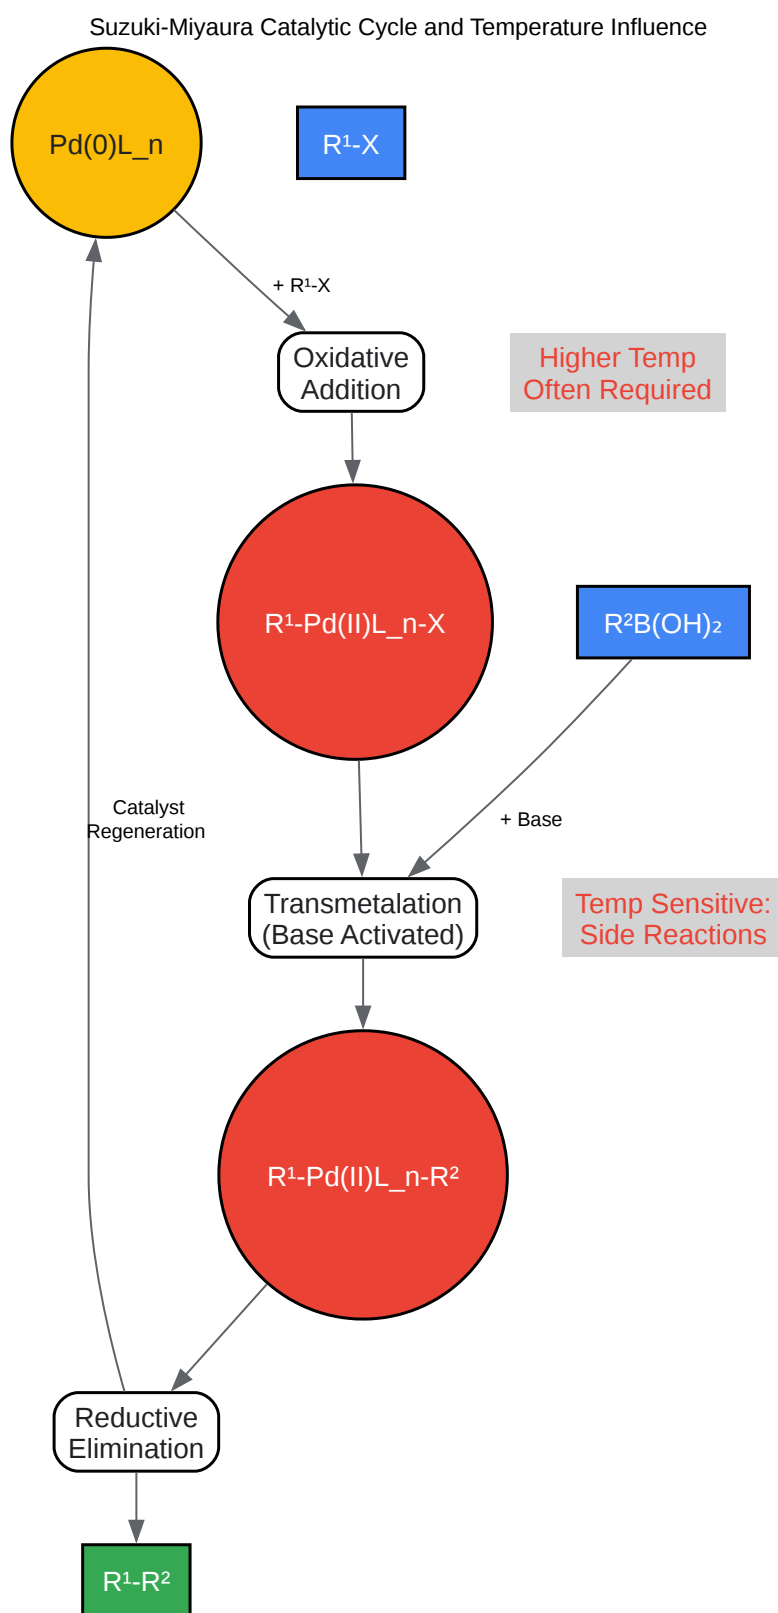 Suzuki-Miyaura Catalytic Cycle and Temperature Influence
Pd(0)L_n
R¹-X
+ R¹-X
Oxidative
Addition
Higher Temp
Often Required
R¹-Pd(II)L_n-X
R²B(OH)₂
Catalyst
Regeneration
+ Base
Transmetalation
(Base Activated)
Temp Sensitive:
Side Reactions
R¹-Pd(II)L_n-R²
Reductive
Elimination
R¹-R²